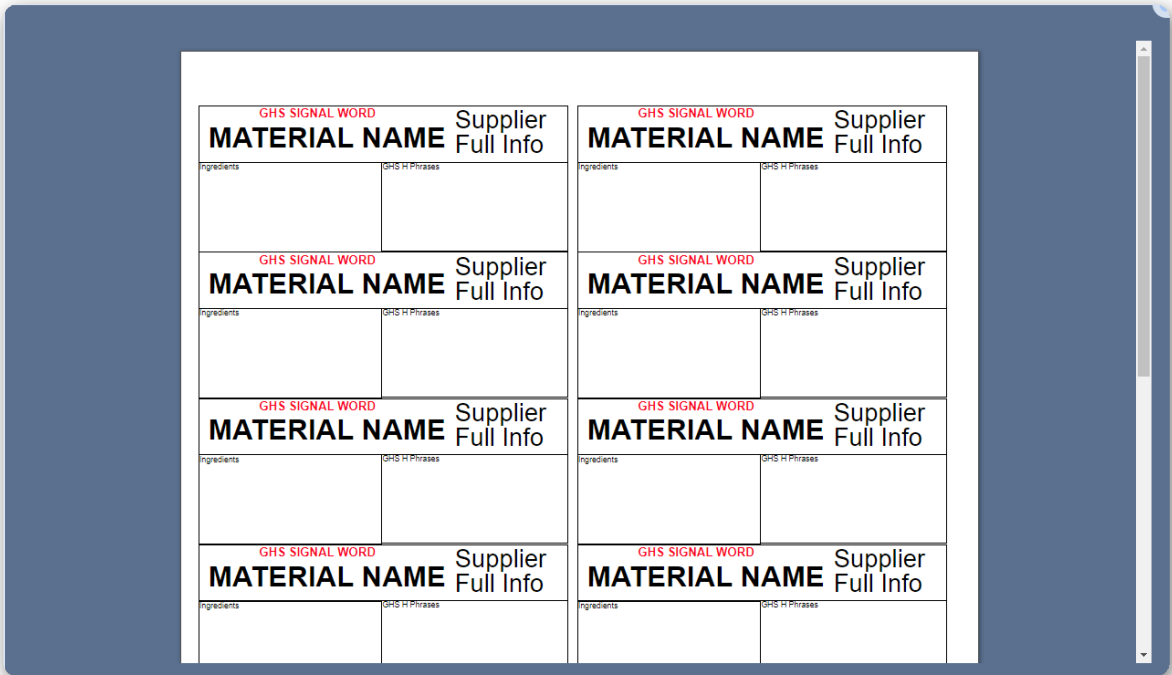 GHS SIGNAL WORD
MATERIAL NAME
Supplier
Full Info
Ingredients
GHS H Phrases
GHS SIGNAL WORD
MATERIAL NAME
Supplier
Full Info
Ingredients
GHS H Phrases
GHS SIGNAL WORD
MATERIAL NAME
Supplier
Full Info
Ingredients
GHS H Phrases
GHS SIGNAL WORD
MATERIAL NAME
Supplier
Full Info
Ingredients
GHS H Phrases
GHS SIGNAL WORD
MATERIAL NAME
Supplier
Full Info
Ingredients
GHS H Phrases
GHS SIGNAL WORD
MATERIAL NAME
Supplier
Full Info
Ingredients
GHS H Phrases
GHS SIGNAL WORD
MATERIAL NAME
Supplier
Full Info
Ingredients
GHS H Phrases
GHS SIGNAL WORD
MATERIAL NAME
Supplier
Full Info
Ingredients
GHS H Phrases